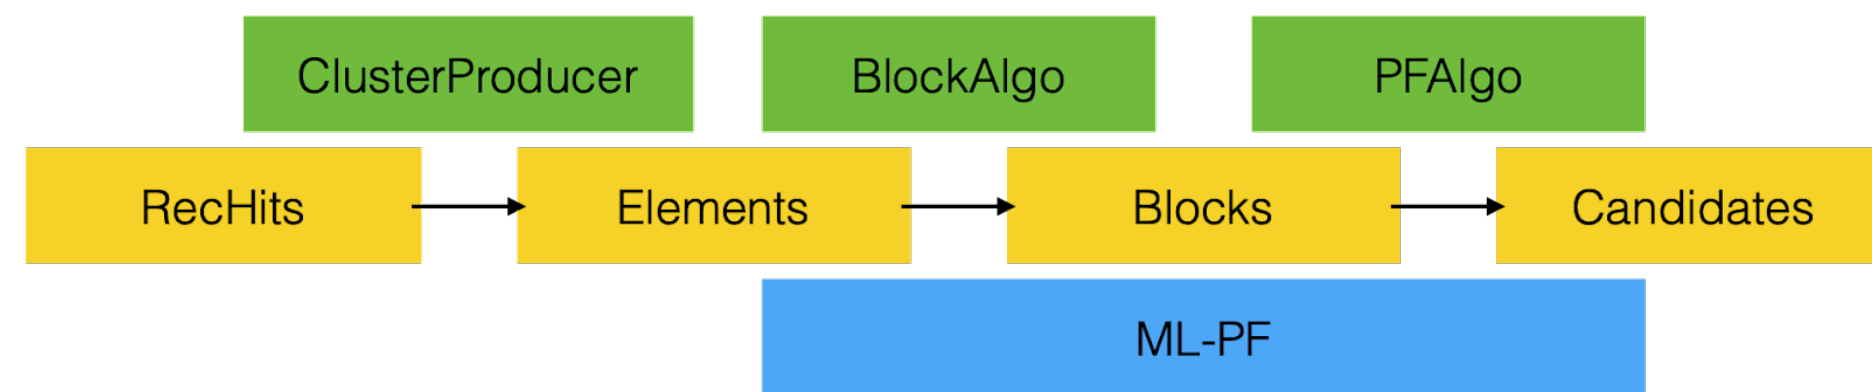 ClusterProducer
BlockAlgo
PFAlgo
RecHits
Elements
Blocks
Candidates
ML-PF